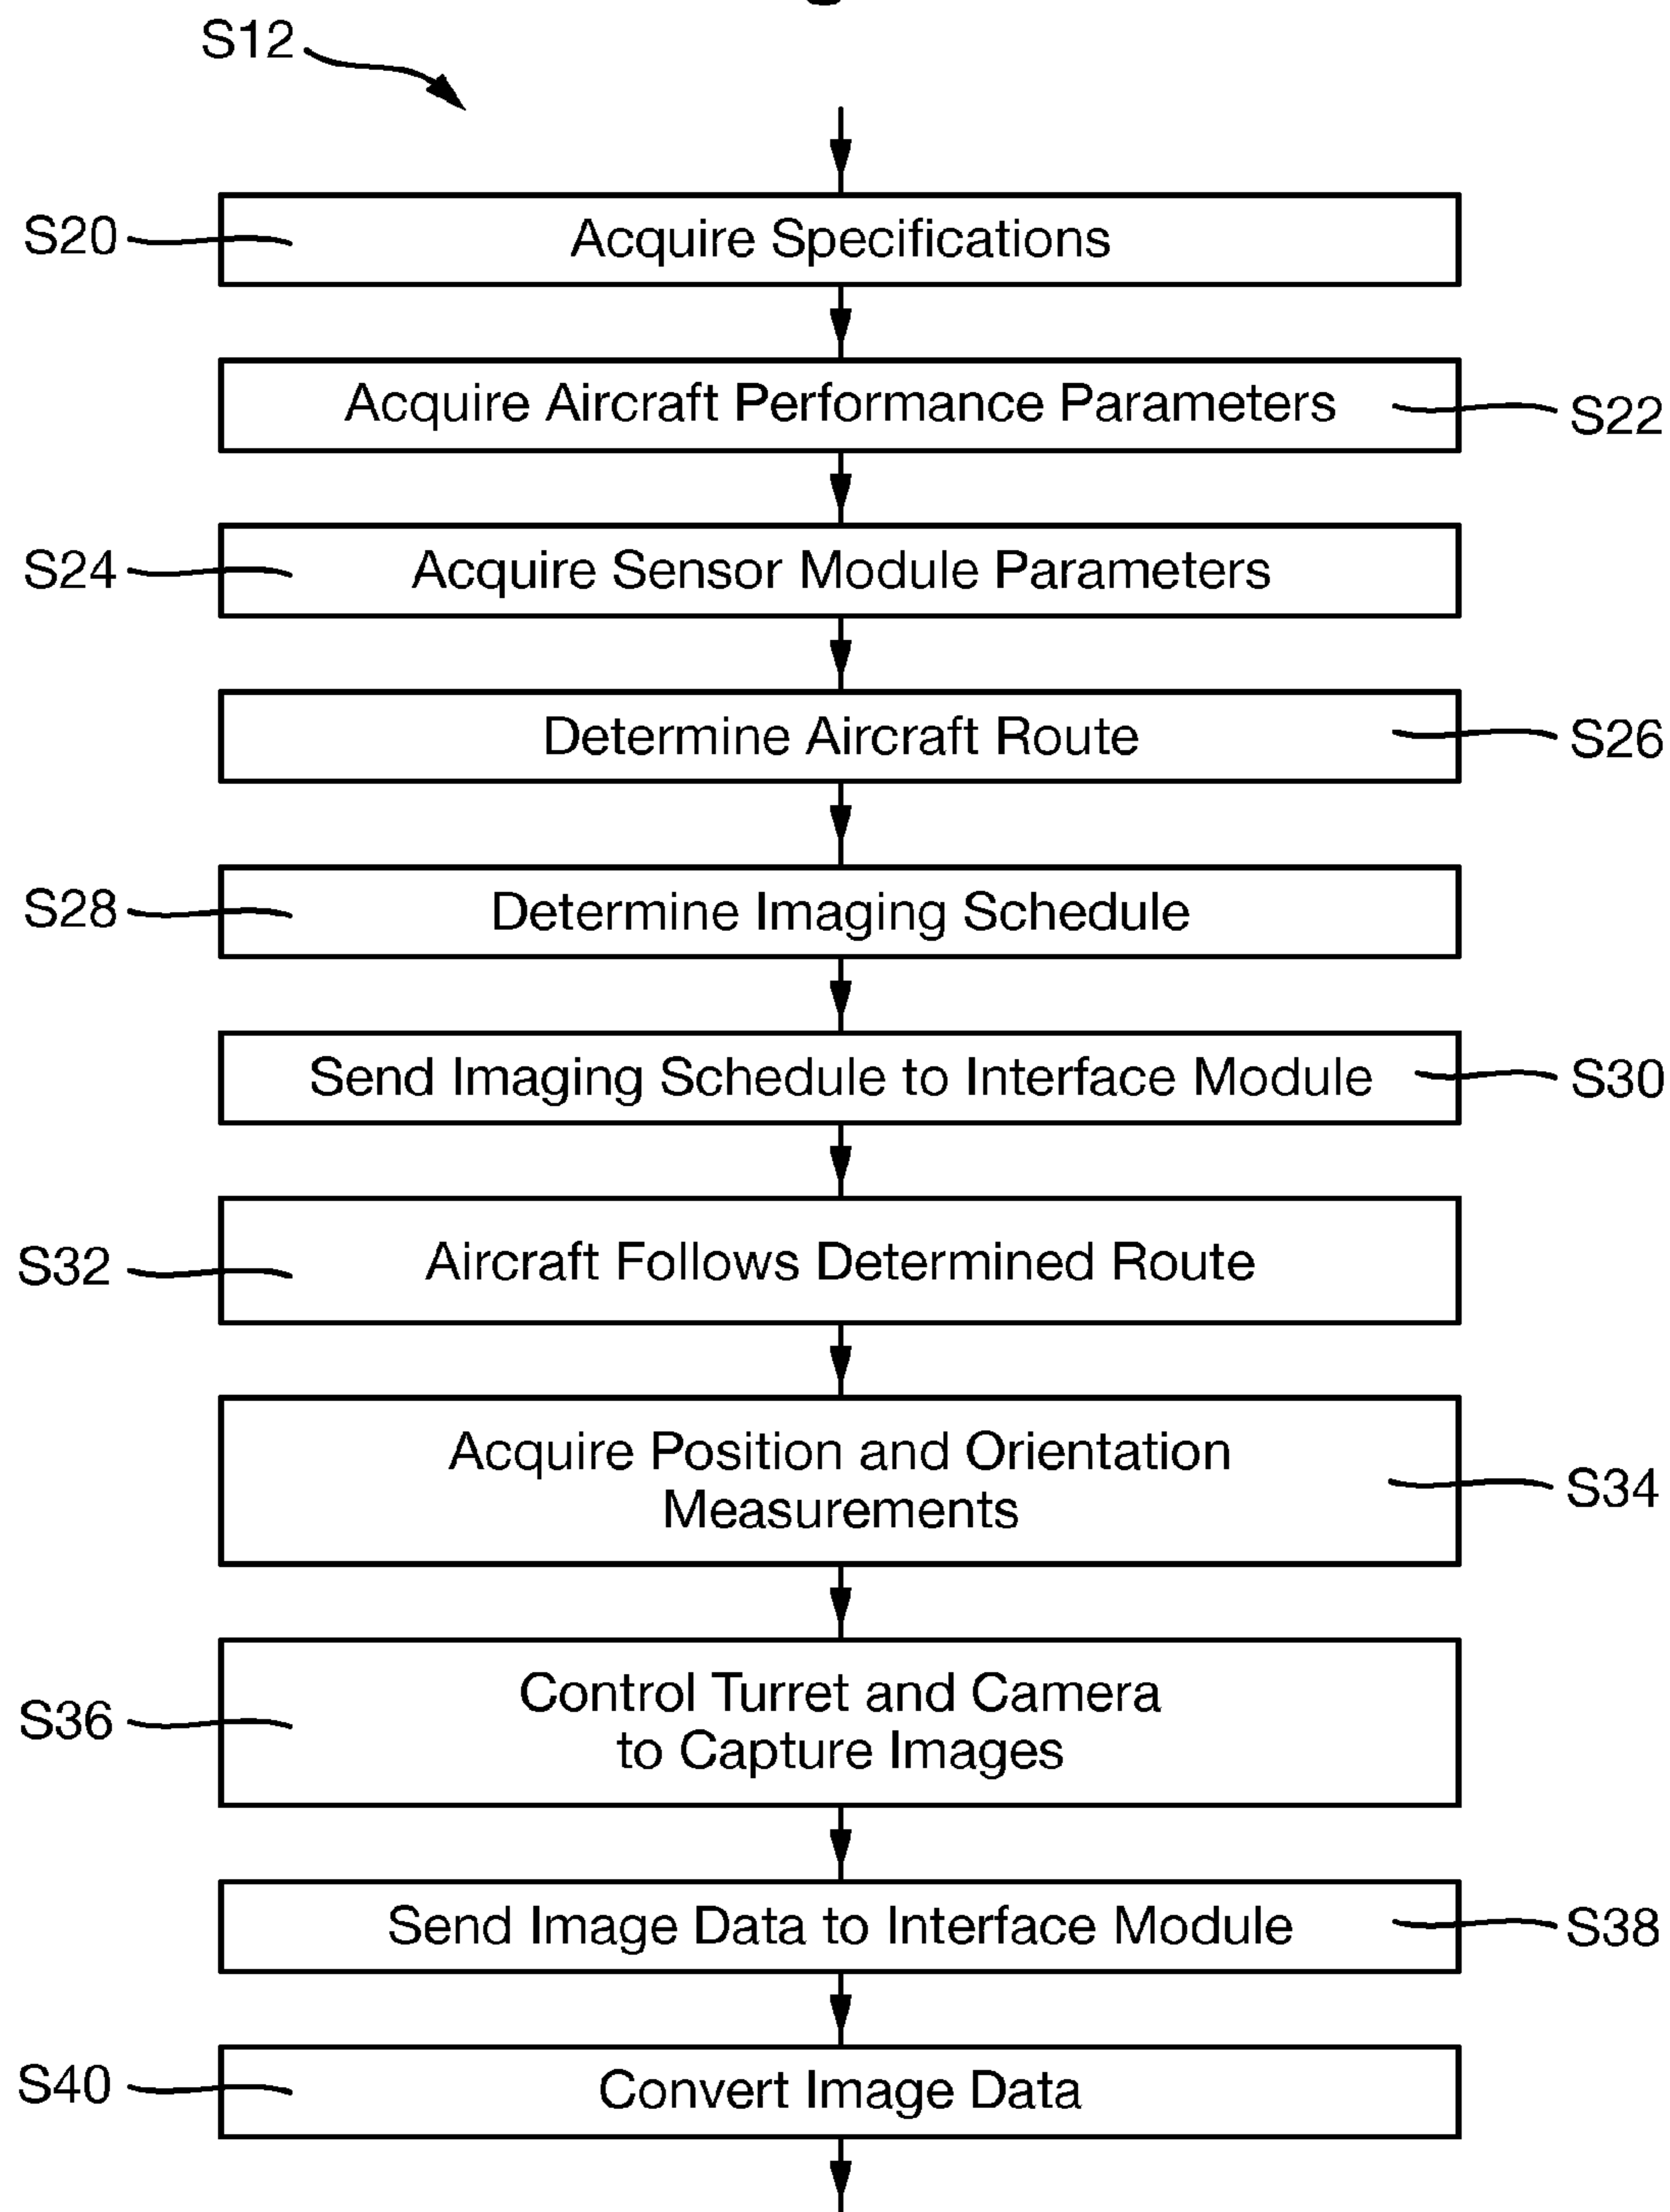 S12
S20
Acquire Specifications
Acquire Aircraft Performance Parameters
S22
S24
Acquire Sensor Module Parameters
Determine Aircraft Route
S26
S28
Determine Imaging Schedule
Send Imaging Schedule to Interface Module
S30
S32
Aircraft Follows Determined Route
Acquire Position and Orientation
Measurements
S34
S36
Control Turret and Camera
to Capture Images
Send Image Data to Interface Module
S38
S40
Convert Image Data